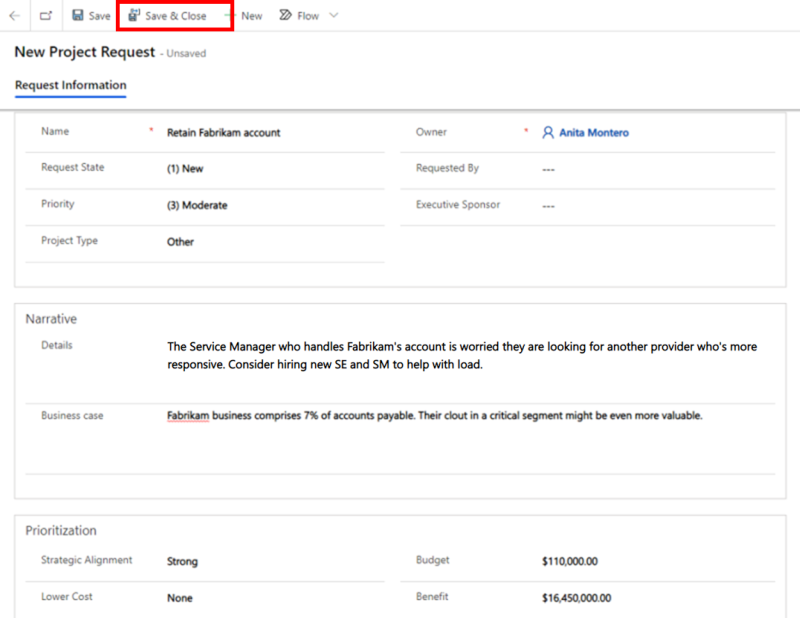 Save Save & Close New Flow
New Project Request - Unsaved
Request Information
Name * Retain Fabrikam account Owner * Anita Montero
Request State (1) New Requested By ---
Priority (3) Moderate Executive Sponsor ---
Project Type Other
Narrative
Details The Service Manager who handles Fabrikam's account is worried they are looking for another provider who's more
responsive. Consider hiring new SE and SM to help with load.
Business case Fabrikam business comprises 7% of accounts payable. Their clout in a critical segment might be even more valuable.
Prioritization
Strategic Alignment Strong Budget $110,000.00
Lower Cost None Benefit $16,450,000.00